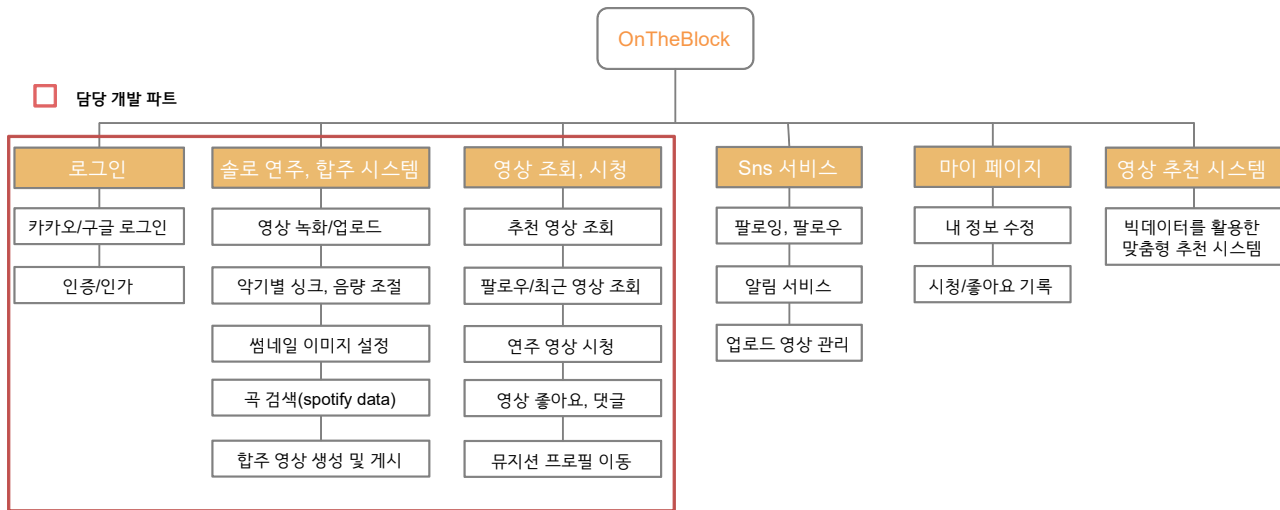 OnTheBlock
담당 개발 파트
로그인
카카오/구글 로그인
인증/인가
솔로 연주, 합주 시스템
영상 녹화/업로드
악기별 싱크, 음량 조절
썸네일 이미지 설정
곡 검색(spotify data)
합주 영상 생성 및 게시
영상 조회, 시청
추천 영상 조회
팔로우/최근 영상 조회
연주 영상 시청
영상 좋아요, 댓글
뮤지션 프로필 이동
Sns 서비스
팔로잉, 팔로우
알림 서비스
업로드 영상 관리
마이 페이지
내 정보 수정
시청/좋아요 기록
영상 추천 시스템
빅데이터를 활용한
맞춤형 추천 시스템